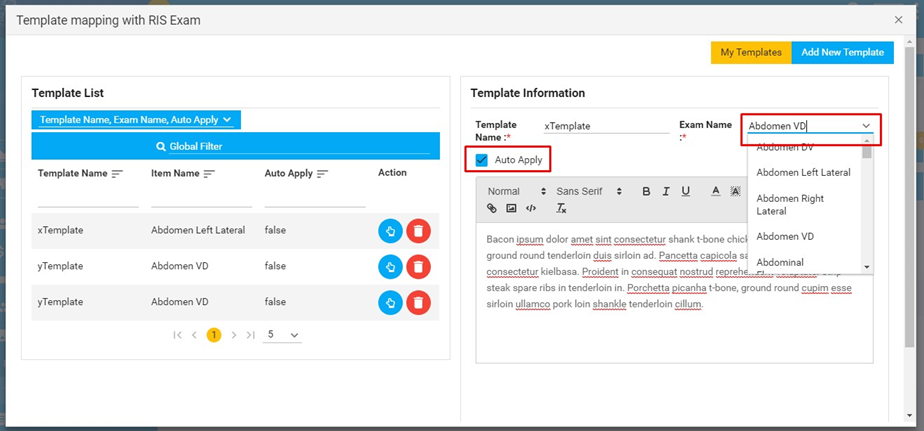 Template mapping with RIS Exam
My Templates
Add New Template
Template List
Template Name, Exam Name, Auto Apply
Global Filter
Template Name
Item Name
Auto Apply
Action
xTemplate
Abdomen Left Lateral
false
yTemplate
Abdomen VD
false
yTemplate
Abdomen VD
false
1
5
Template Information
Template
Name :*
xTemplate
Exam Name
:*
Abdomen VD
Auto Apply
Abdomen DV
Abdomen Left Lateral
Abdomen Right
Lateral
Abdomen VD
Abdominal
Normal
Sans Serif
B I U A A
Bacon ipsum dolor amet sint consectetur shank t-bone chick
ground round tenderloin duis sirloin ad. Pancetta capicola sa
consectetur kielbasa. Proident in consequat nostrud reprehe
steak spare ribs in tenderloin in. Porchetta picanha t-bone, ground round cupim esse
sirloin ullamco pork loin shankle tenderloin cillum.